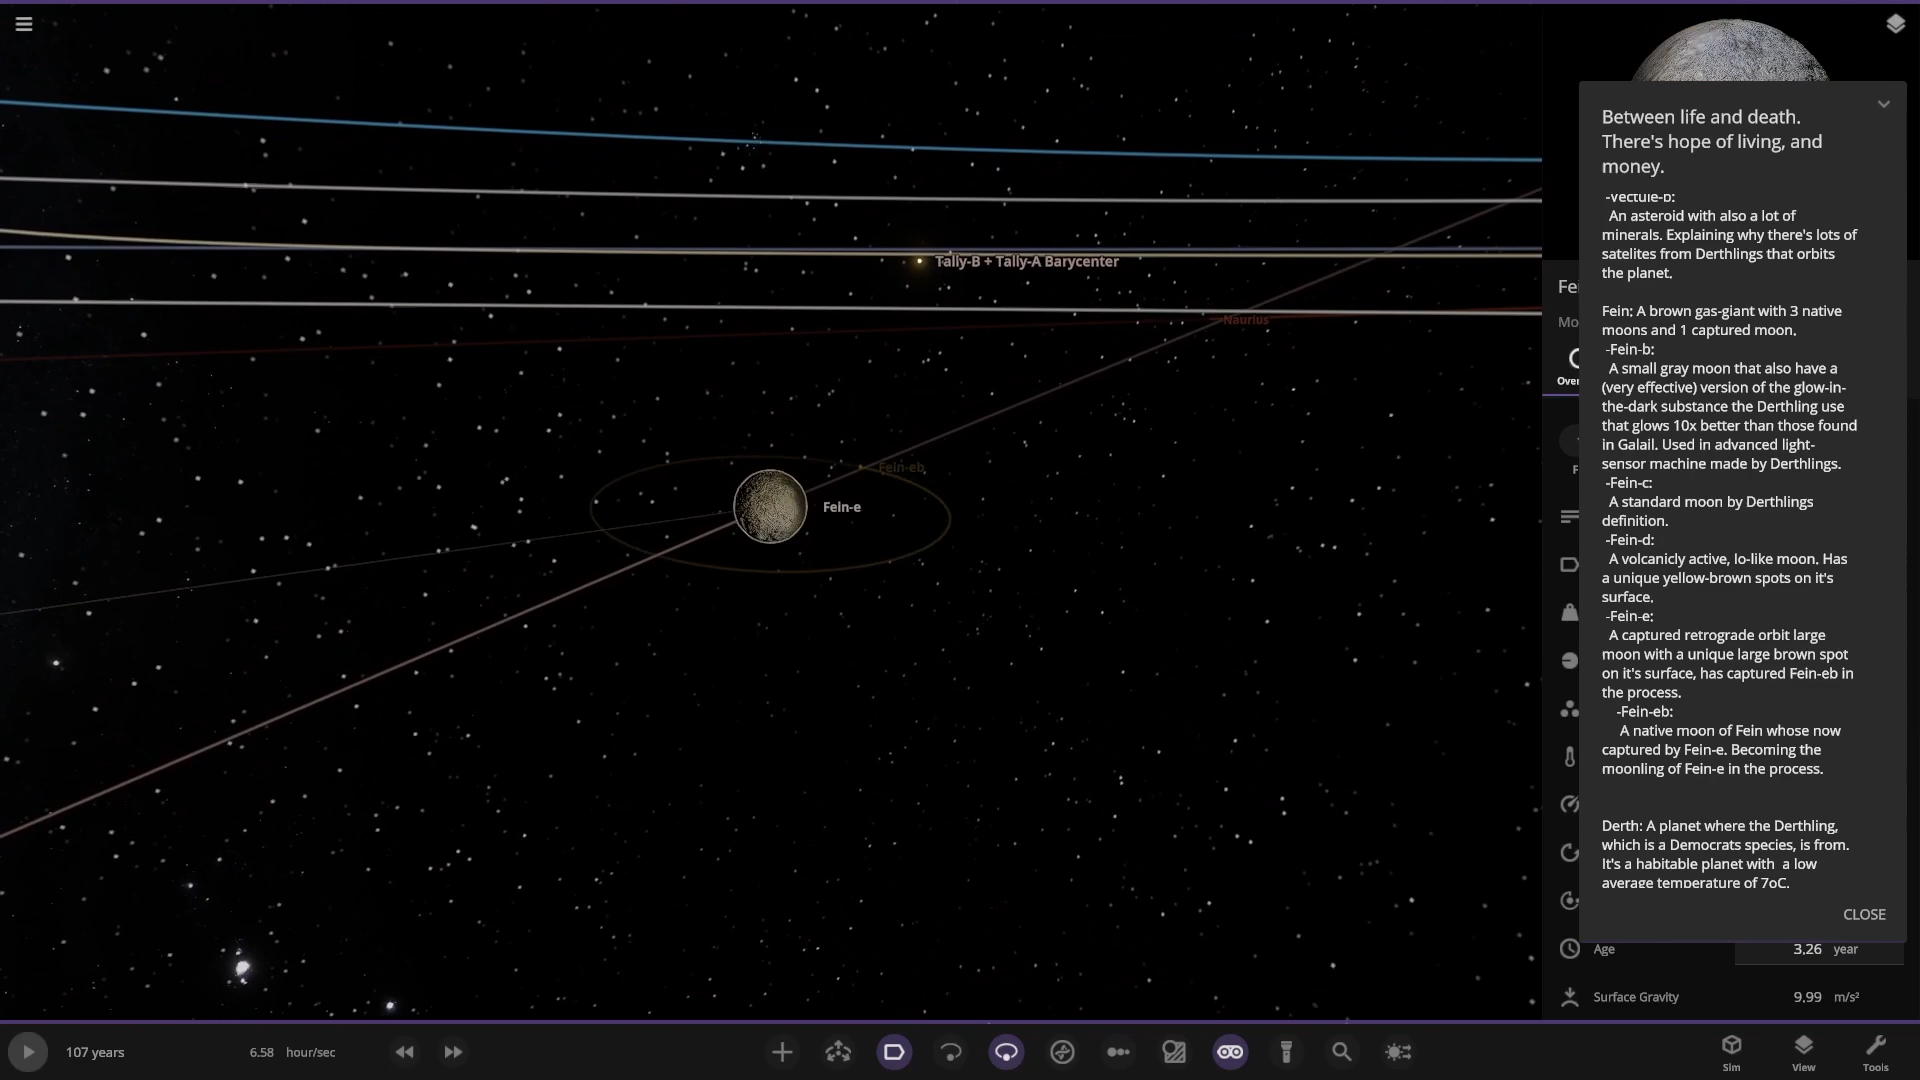 Between life and death.
There's hope of living, and
money.
-Vectule-b:
An asteroid with also a lot of
minerals. Explaining why there's lots of
satelites from Derthlings that orbits
the planet.
Fein: A brown gas-giant with 3 native
moons and 1 captured moon.
-Fein-b:
A small gray moon that also have a
(very effective) version of the glow-in-
the-dark substance the Derthling use
that glows 10x better than those found
in Galail. Used in advanced light-
sensor machine made by Derthlings.
-Fein-c:
A standard moon by Derthlings
definition.
-Fein-d:
A volcanicly active, Io-like moon. Has
a unique yellow-brown spots on it's
surface.
-Fein-e:
A captured retrograde orbit large
moon with a unique large brown spot
on it's surface, has captured Fein-eb in
the process.
-Fein-eb:
A native moon of Fein whose now
captured by Fein-e. Becoming the
moonling of Fein-e in the process.
Derth: A planet where the Derthling,
which is a Democrats species, is from.
It's a habitable planet with  a low
average temperature of 7oC.
CLOSE
Tally-B + Tally-A Barycenter
Naurius
Fein-eb
Fein-e
Fei
Mo
Over
F
Age 3.26 year
Surface Gravity 9.99 m/s²
107 years
6.58 hour/sec
Sim
View
Tools